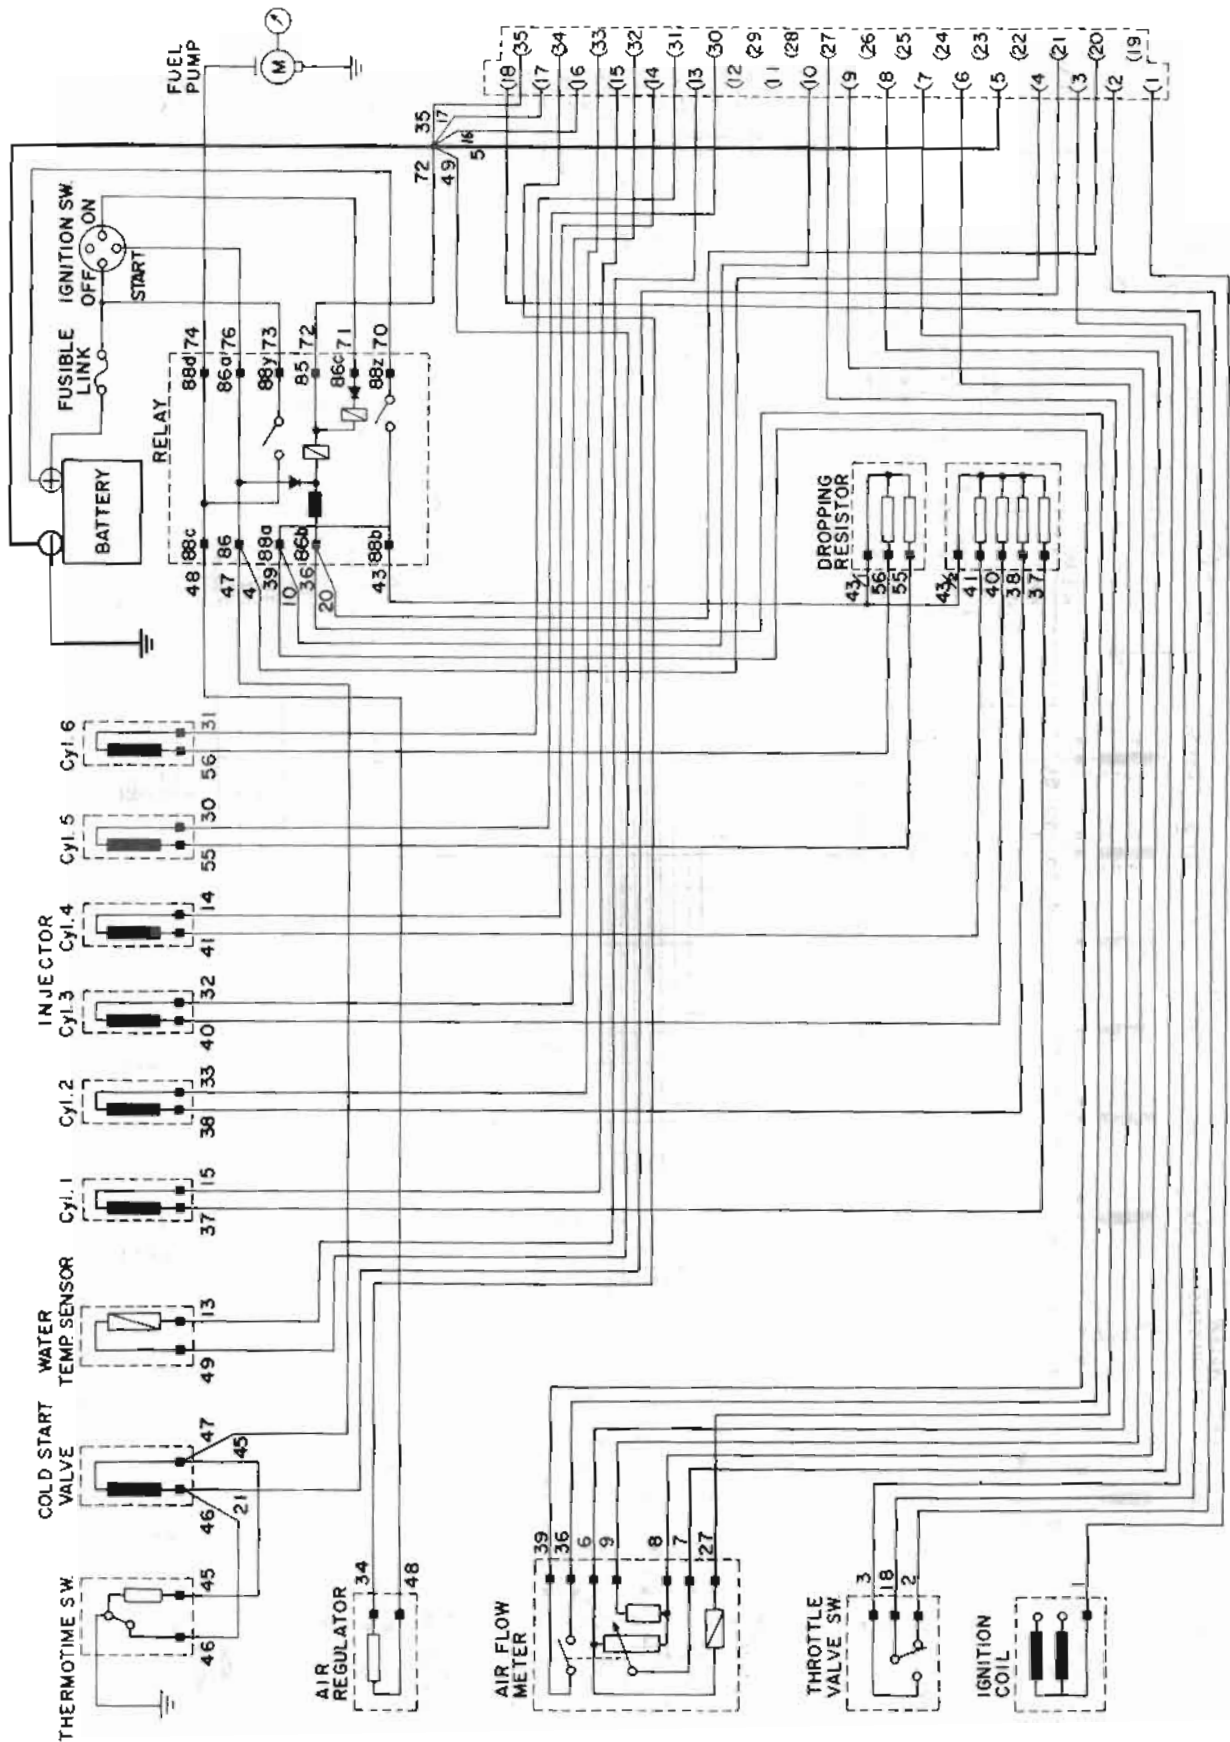 FUEL
PUMP
M
IGNITION SW.
OFF
ON
START
FUSIBLE
LINK
BATTERY
RELAY
88d 74
86a 76
88y 73
85 72
86c 71
88z 70
48 88c
47 86
4
39 88a
10
36 86b
20
43 88b
35
17
16
5
72
49
(18
(17
(16
(15
(14
(13
(12
(11
(10
(9
(8
(7
(6
(5
(4
(3
(2
(1
(35
(34
(33
(32
(31
(30
(29
(28
(27
(26
(25
(24
(23
(22
(21
(20
(19
DROPPING
RESISTOR
43/1
56
55
43/2
41
40
38
37
INJECTOR
Cyl. 6
56
31
Cyl. 5
55
30
Cyl. 4
41
14
Cyl. 3
40
32
Cyl. 2
38
33
Cyl. 1
37
15
WATER
TEMP. SENSOR
49
13
COLD START
VALVE
46
47
21
45
THERMOTIME SW.
46
45
AIR
REGULATOR
34
48
AIR FLOW
METER
39
36
6
9
8
7
27
THROTTLE
VALVE SW.
3
18
2
IGNITION
COIL
1